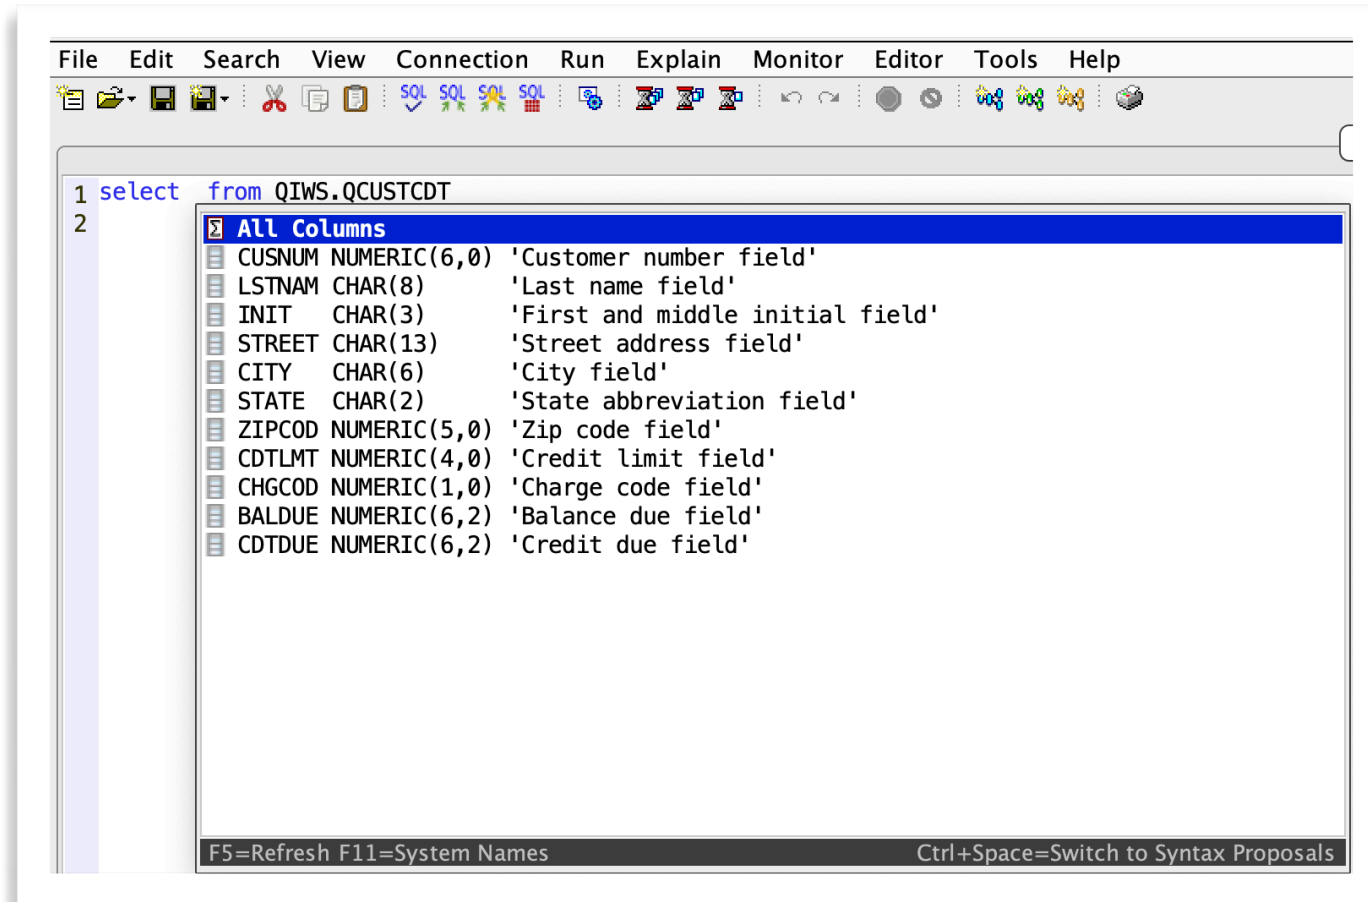 File Edit Search View Connection Run Explain Monitor Editor Tools Help
SQL SQL SQL SQL
1 select  from QIWS.QCUSTCDT
2
All Columns
CUSNUM NUMERIC(6,0) 'Customer number field'
LSTNAM CHAR(8) 'Last name field'
INIT CHAR(3) 'First and middle initial field'
STREET CHAR(13) 'Street address field'
CITY CHAR(6) 'City field'
STATE CHAR(2) 'State abbreviation field'
ZIPCOD NUMERIC(5,0) 'Zip code field'
CDTLMT NUMERIC(4,0) 'Credit limit field'
CHGCOD NUMERIC(1,0) 'Charge code field'
BALDUE NUMERIC(6,2) 'Balance due field'
CDTDUE NUMERIC(6,2) 'Credit due field'
F5=Refresh F11=System Names Ctrl+Space=Switch to Syntax Proposals